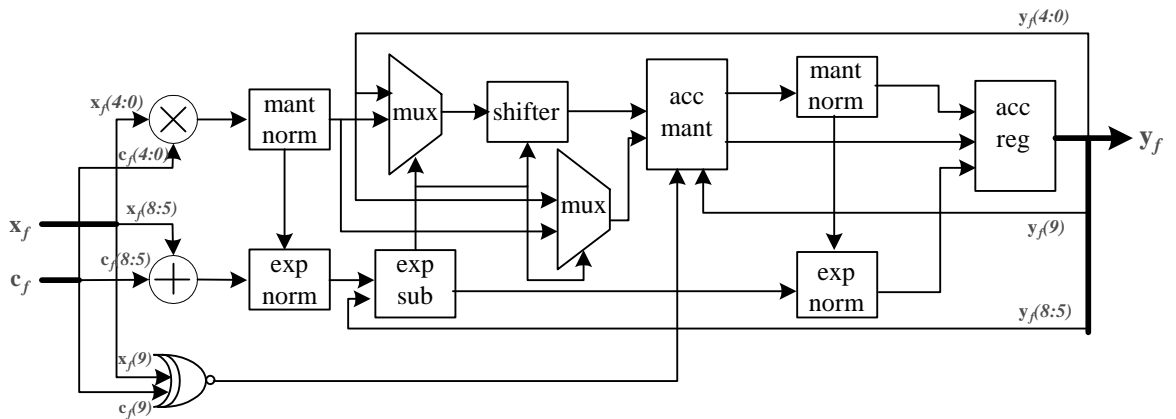 y_f(4:0)
x_f(4:0)
mant
norm
mux
shifter
acc
mant
mant
norm
acc
reg
y_f
c_f(4:0)
x_f
x_f(8:5)
mux
y_f(9)
c_f
c_f(8:5)
exp
norm
exp
sub
exp
norm
y_f(8:5)
x_f(9)
c_f(9)